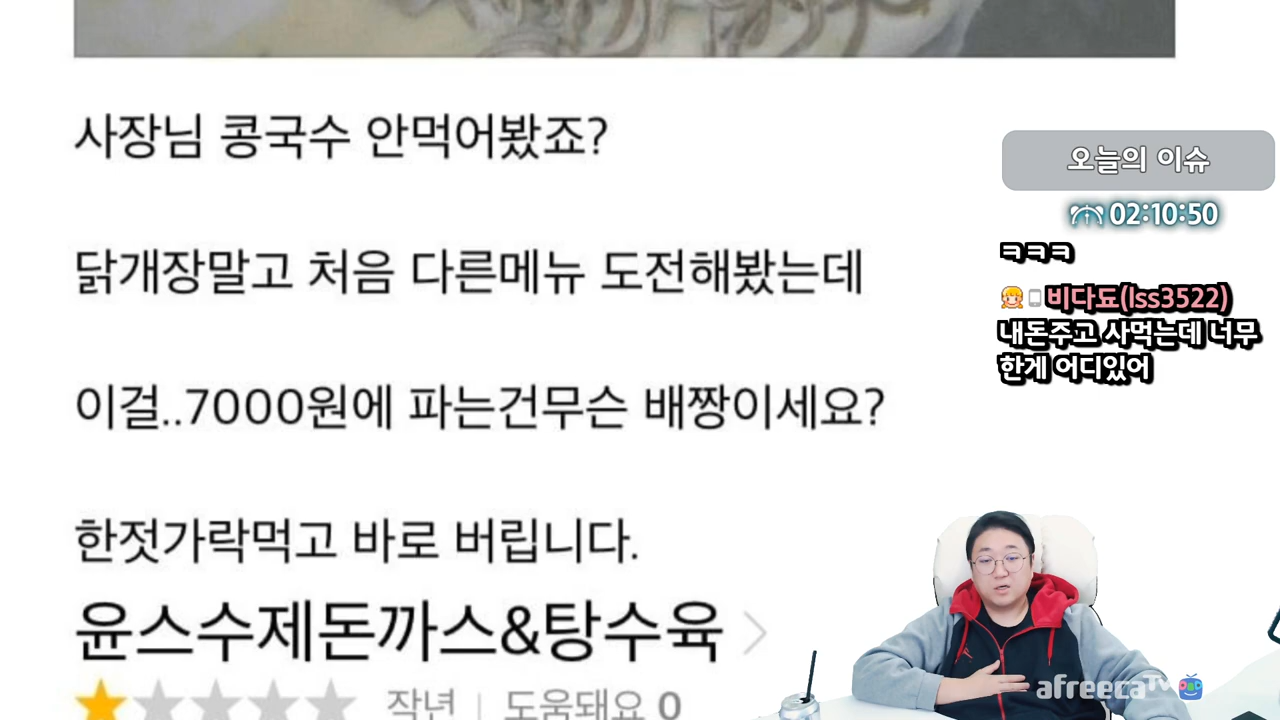 사장님 콩국수 안먹어봤죠?
닭개장말고 처음 다른메뉴 도전해봤는데
이걸..7000원에 파는건무슨 배짱이세요?
한젓가락먹고 바로 버립니다.
윤스수제돈까스&탕수육
작년 | 도움돼요 0
오늘의 이슈
02:10:50
ㅋㅋㅋ
비다됴(lss3522)
내돈주고 사먹는데 너무
한게 어디있어
afreecaTV